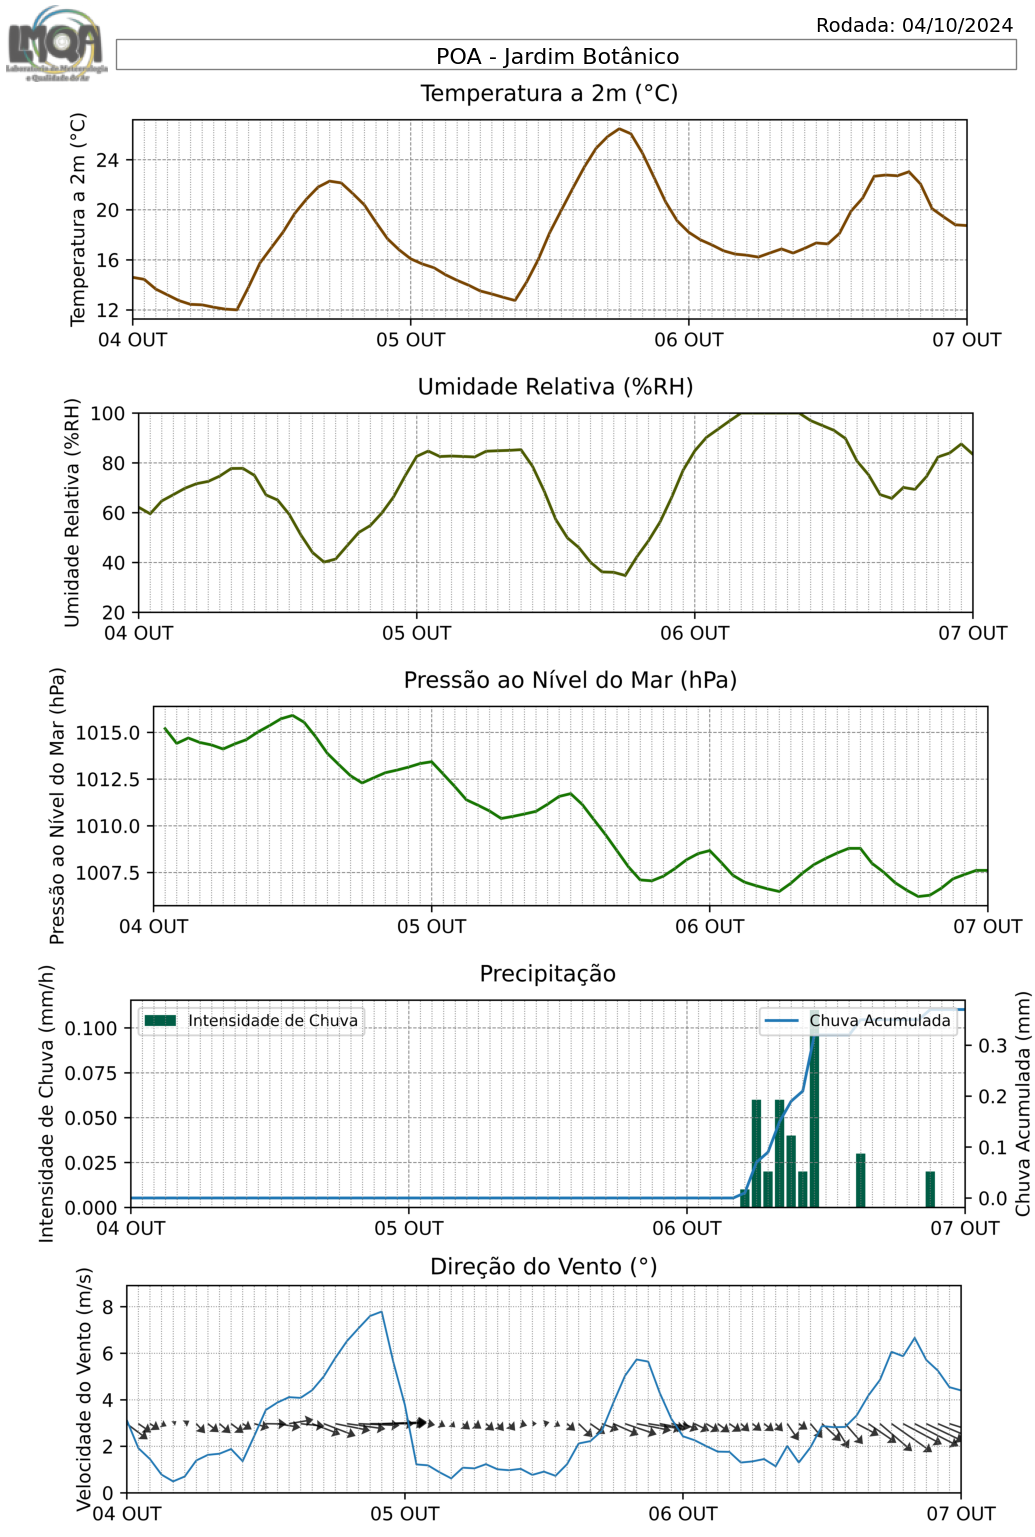 LMQA
Laboratório de Meteorologia
e Qualidade do Ar
Rodada: 04/10/2024
POA - Jardim Botânico
Temperatura a 2m (°C)
Temperatura a 2m (°C)
24
20
16
12
04 OUT 05 OUT 06 OUT 07 OUT
Umidade Relativa (%RH)
Umidade Relativa (%RH)
100
80
60
40
20
04 OUT 05 OUT 06 OUT 07 OUT
Pressão ao Nível do Mar (hPa)
Pressão ao Nível do Mar (hPa)
1015.0
1012.5
1010.0
1007.5
04 OUT 05 OUT 06 OUT 07 OUT
Precipitação
Intensidade de Chuva (mm/h)
Intensidade de Chuva
Chuva Acumulada
0.100
0.075
0.050
0.025
0.000
0.3
0.2
0.1
0.0
Chuva Acumulada (mm)
04 OUT 05 OUT 06 OUT 07 OUT
Direção do Vento (°)
Velocidade do Vento (m/s)
8
6
4
2
0
04 OUT 05 OUT 06 OUT 07 OUT